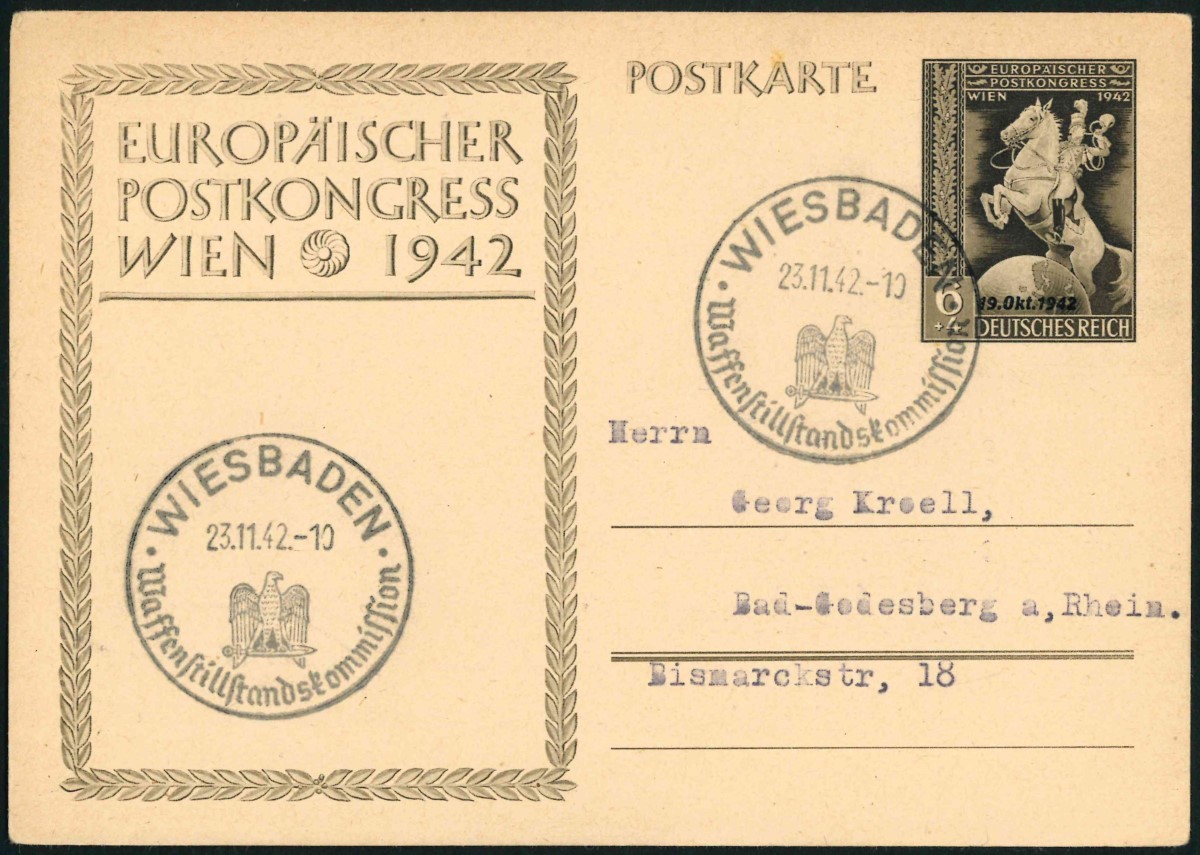 EUROPÄISCHER
POSTKONGRESS
WIEN 1942
POSTKARTE
EUROPÄISCHER
POSTKONGRESS
WIEN 1942
6
+4
19.Okt.1942
DEUTSCHES REICH
WIESBADEN
23.11.42.-10
Waffenstillstandskommission
Herrn
Georg Kroell,
Bad-Godesberg a,Rhein.
Bismarckstr, 18
WIESBADEN
23.11.42.-10
Waffenstillstandskommission